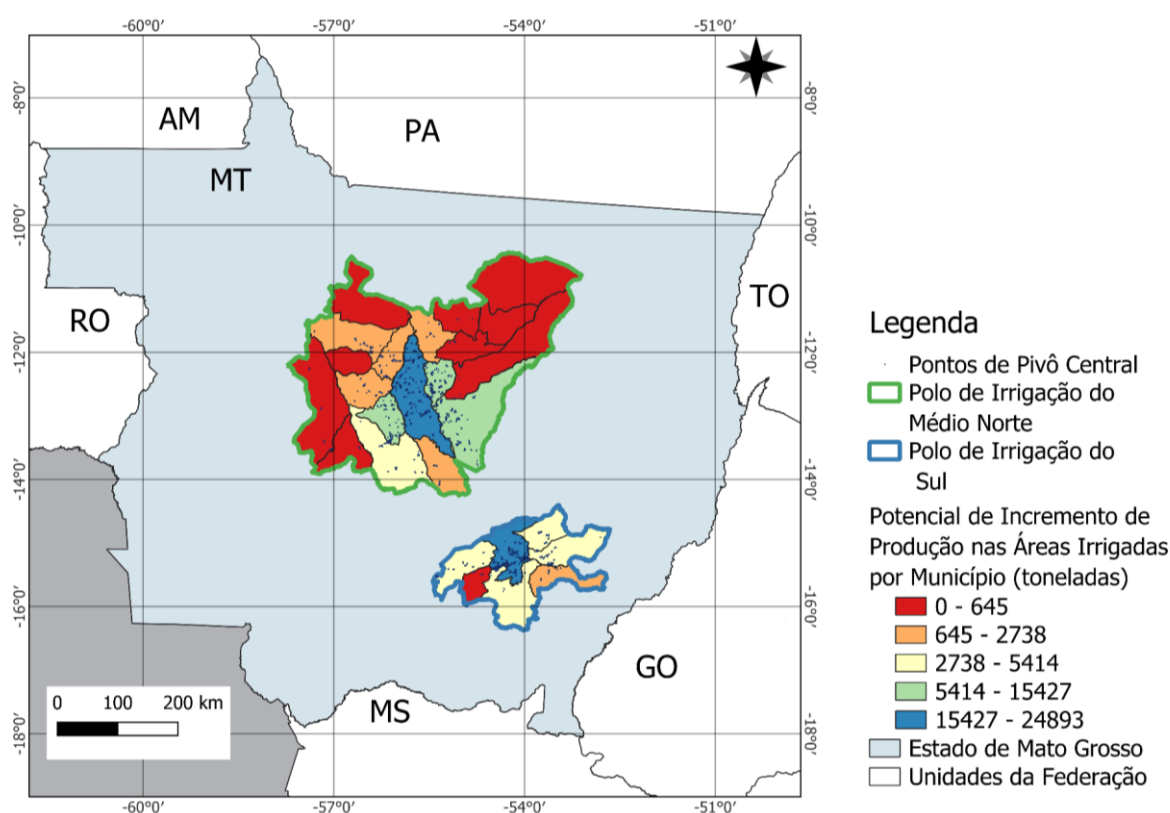 -60°0′
-57°0′
-54°0′
-51°0′
-8°0′
-8°0′
AM
PA
MT
-10°0′
-10°0′
TO
RO
-12°0′
-12°0′
-14°0′
-14°0′
-16°0′
-16°0′
GO
MS
0 100 200 km
-18°0′
-18°0′
-60°0′
-57°0′
-54°0′
-51°0′
Legenda
Pontos de Pivô Central
Polo de Irrigação do
Médio Norte
Polo de Irrigação do
Sul
Potencial de Incremento de
Produção nas Áreas Irrigadas
por Município (toneladas)
0 - 645
645 - 2738
2738 - 5414
5414 - 15427
15427 - 24893
Estado de Mato Grosso
Unidades da Federação